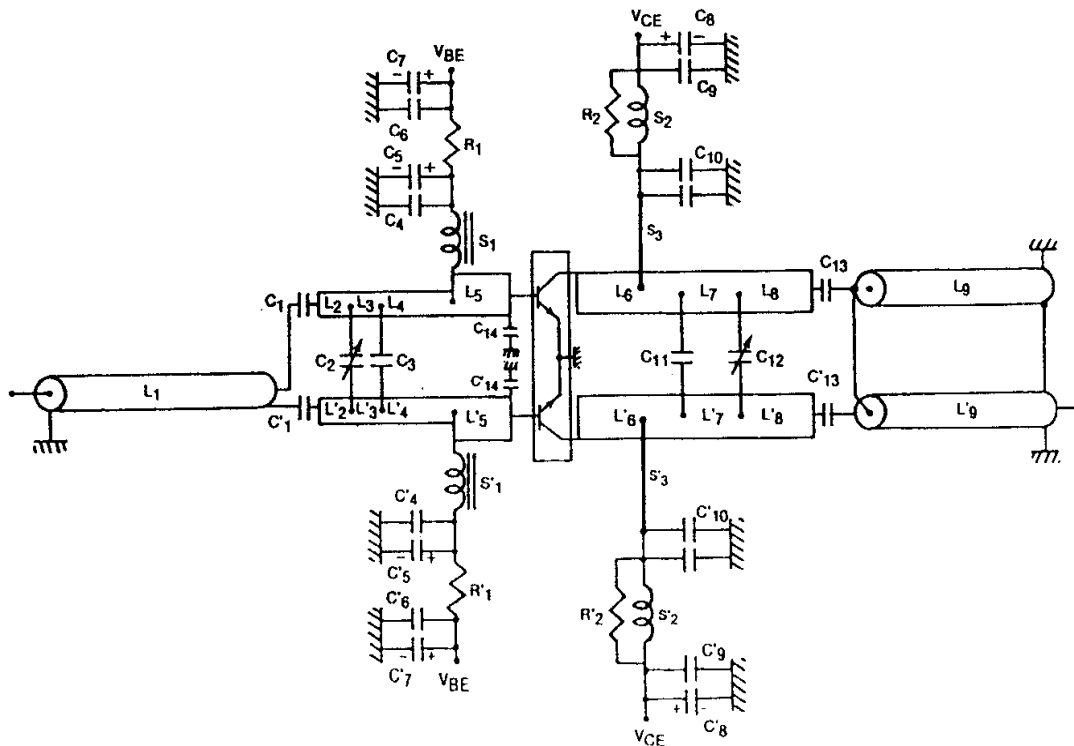 VCE
C8
+ -
C7
VBE
- +
C9
R2
S2
C6
R1
C5
- +
C10
C4
S1
S3
C13
L5
L6
L7
L8
L9
C1
L2
L3
L4
C14
C2
C3
C11
C12
L1
C'14
C'13
C'1
L'2
L'3
L'4
L'5
L'6
L'7
L'8
L'9
S'1
S'3
C'4
C'10
- +
C'5
R'1
C'6
R'2
S'2
- +
C'7
VBE
C'9
+ -
C'8
VCE